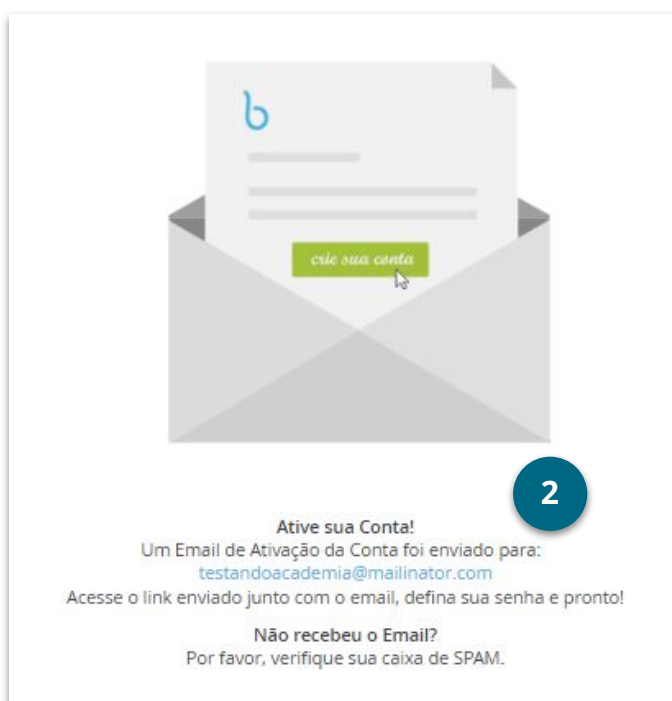 b
crie sua conta
2
Ative sua Conta!
Um Email de Ativação da Conta foi enviado para:
testandoacademia@mailinator.com
Acesse o link enviado junto com o email, defina sua senha e pronto!
Não recebeu o Email?
Por favor, verifique sua caixa de SPAM.